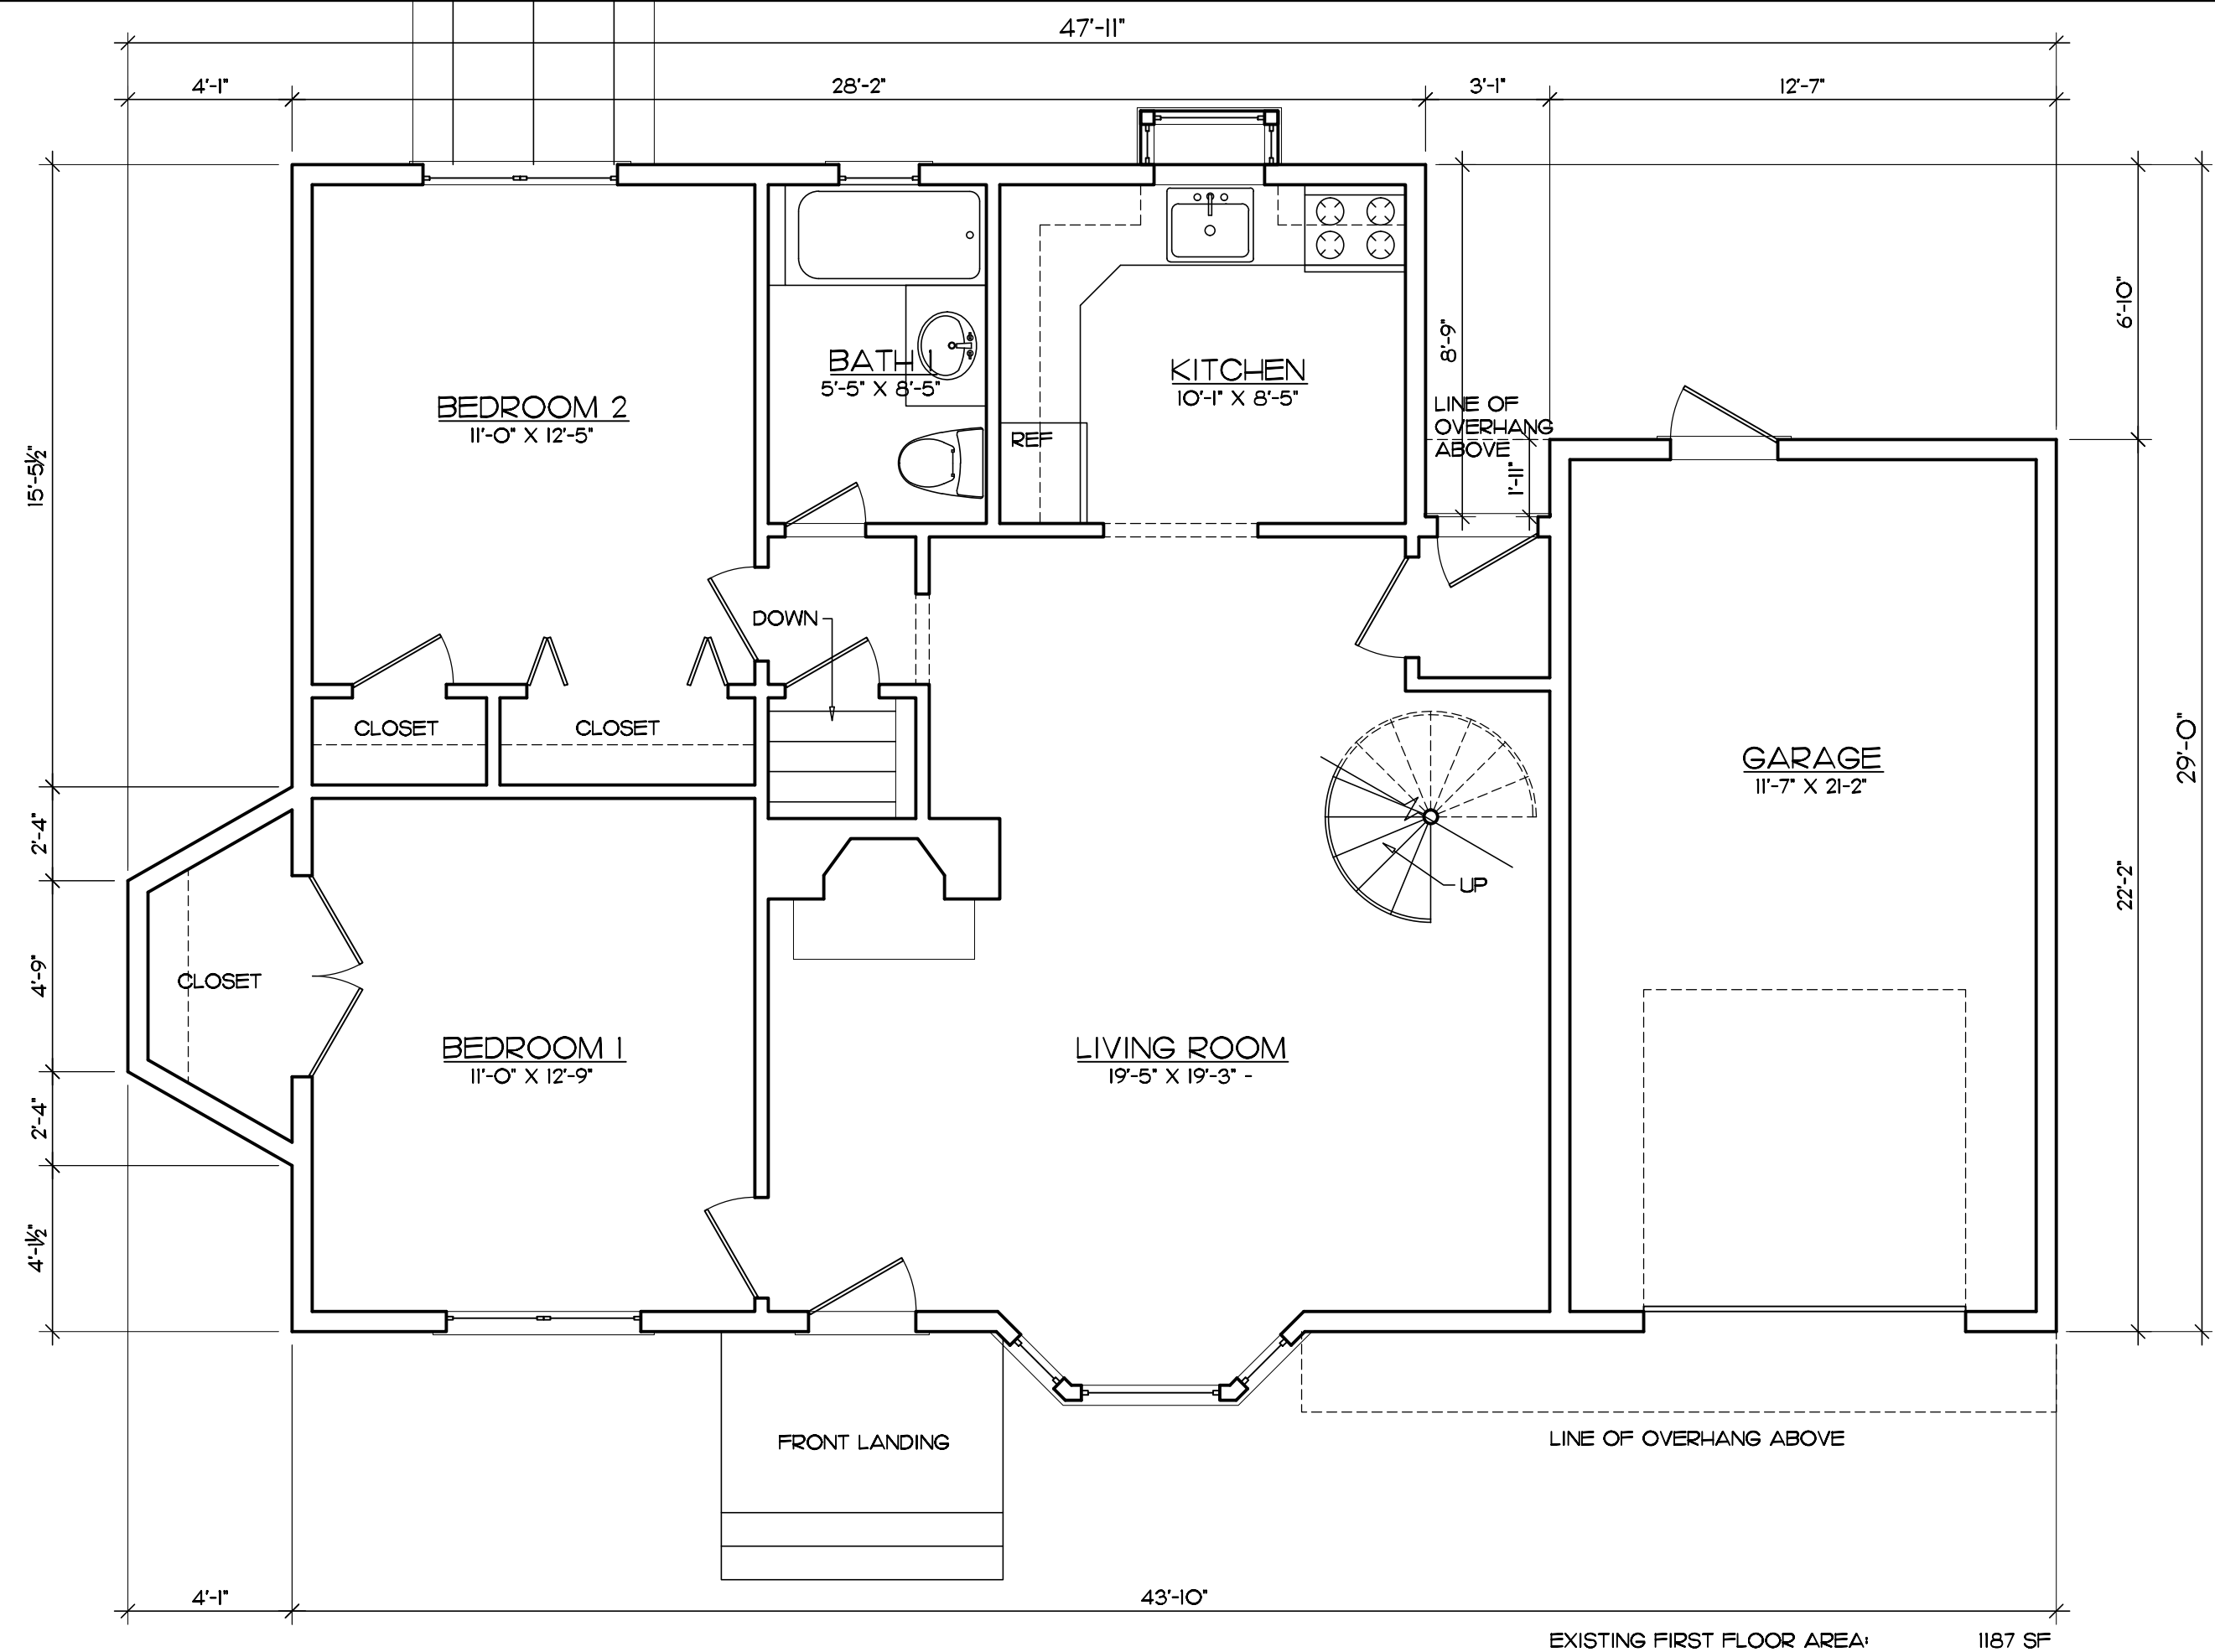 47'-11"
4'-1"
28'-2"
3'-1"
12'-7"
15'-5½"
2'-4"
4'-9"
2'-4"
4'-1½"
BEDROOM 2
11'-0" X 12'-5"
BATH 1
5'-5" X 8'-5"
KITCHEN
10'-1" X 8'-5"
REF
8'-9"
LINE OF
OVERHANG
ABOVE
1'-11"
6'-10"
22'-2"
29'-0"
DOWN
CLOSET
CLOSET
GARAGE
11'-7" X 21-2"
UP
CLOSET
BEDROOM 1
11'-0" X 12'-9"
LIVING ROOM
19'-5" X 19'-3" -
FRONT LANDING
LINE OF OVERHANG ABOVE
4'-1"
43'-10"
EXISTING FIRST FLOOR AREA: 1187 SF